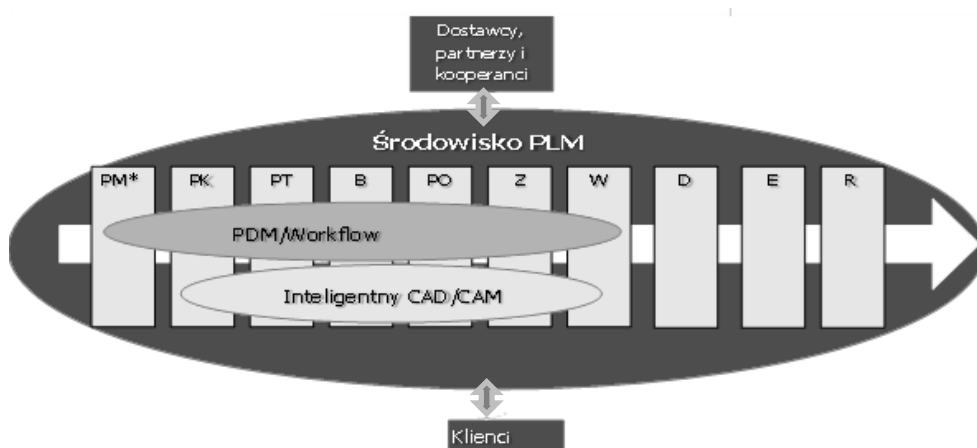 Dostawcy,
partnerzy i
kooperanci
Środowisko PLM
PM* PK PT B PO Z W D E R
PDM/Workflow
Inteligentny CAD/CAM
Klienci